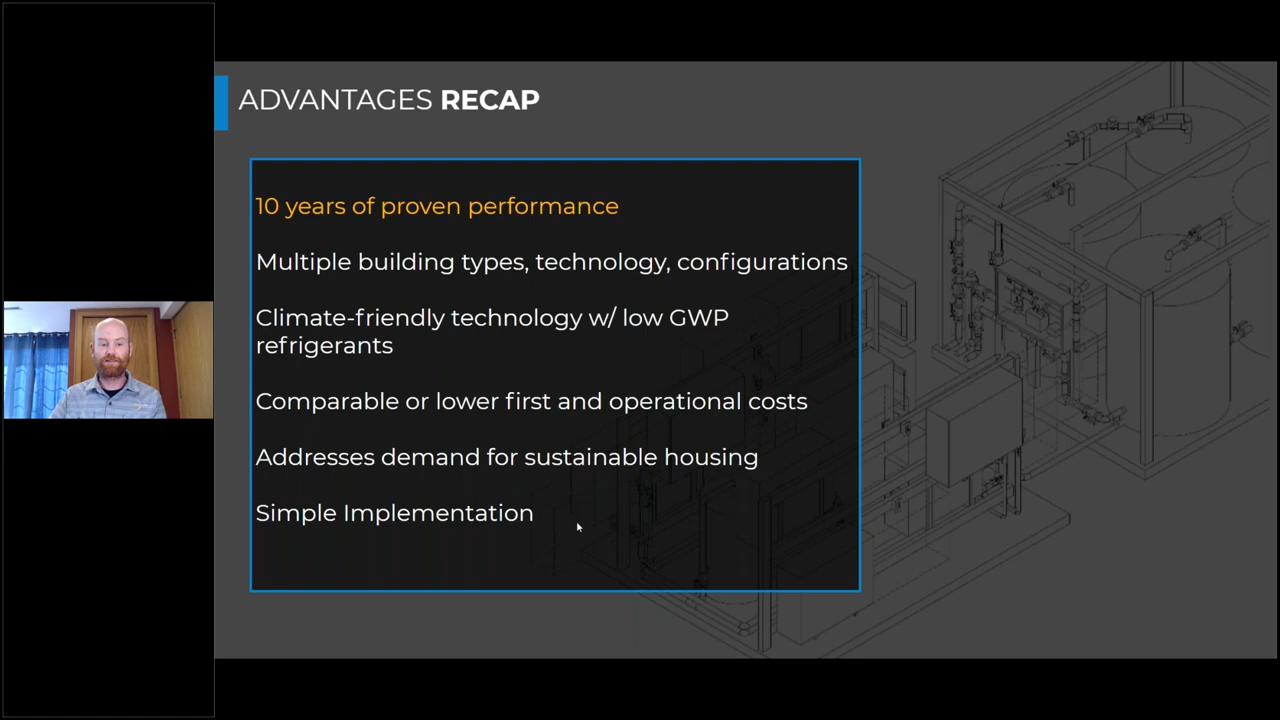 ADVANTAGES RECAP
10 years of proven performance
Multiple building types, technology, configurations
Climate-friendly technology w/ low GWP
refrigerants
Comparable or lower first and operational costs
Addresses demand for sustainable housing
Simple Implementation